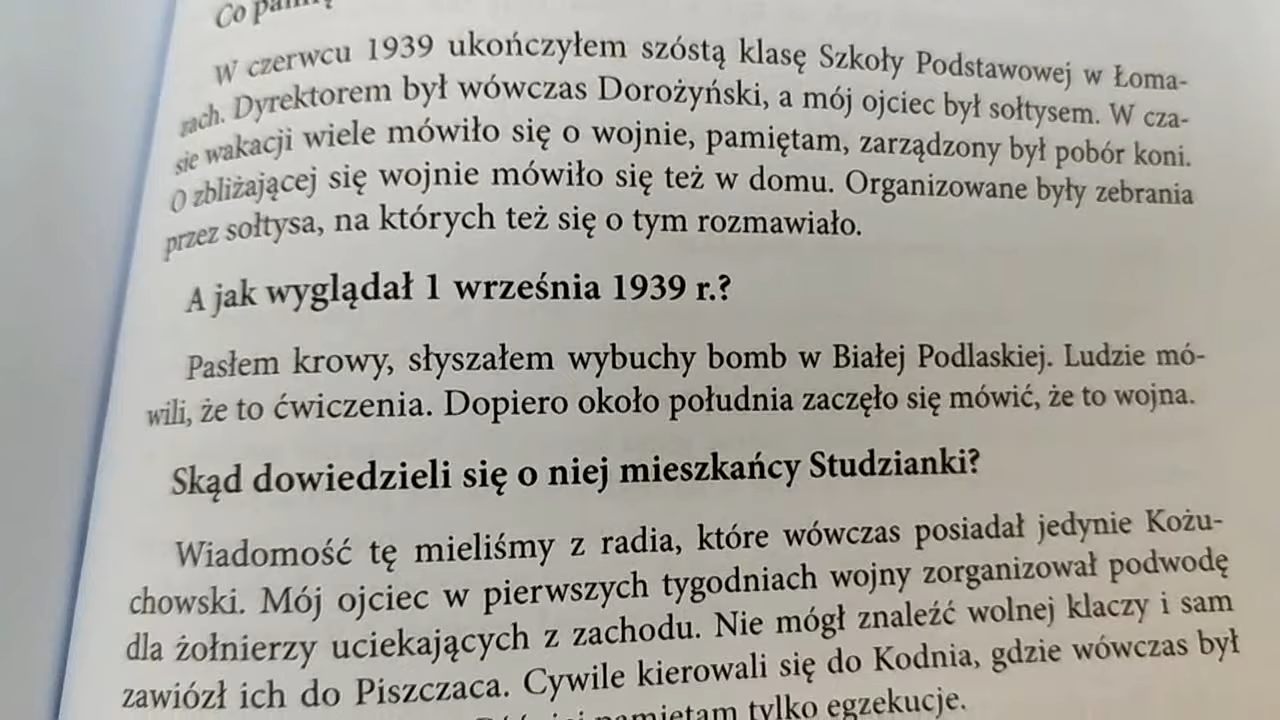 Co
W czerwcu 1939 ukończyłem szóstą klasę Szkoły Podstawowej w Łoma-
zach. Dyrektorem był wówczas Dorożyński, a mój ojciec był sołtysem. W cza-
sie wakacji wiele mówiło się o wojnie, pamiętam, zarządzony był pobór koni.
O zbliżającej się wojnie mówiło się też w domu. Organizowane były zebrania
przez sołtysa, na których też się o tym rozmawiało.
A jak wyglądał 1 września 1939 r.?
Pasłem krowy, słyszałem wybuchy bomb w Białej Podlaskiej. Ludzie mó-
wili, że to ćwiczenia. Dopiero około południa zaczęło się mówić, że to wojna.
Skąd dowiedzieli się o niej mieszkańcy Studzianki?
Wiadomość tę mieliśmy z radia, które wówczas posiadał jedynie Kożu-
chowski. Mój ojciec w pierwszych tygodniach wojny zorganizował podwodę
dla żołnierzy uciekających z zachodu. Nie mógł znaleźć wolnej klaczy i sam
zawiózł ich do Piszczaca. Cywile kierowali się do Kodnia, gdzie wówczas był
pamiętam tylko egzekucje.